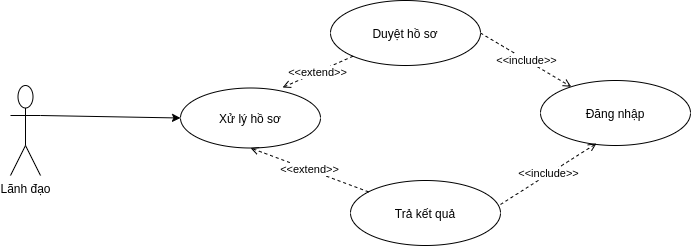 Duyệt hồ sơ
<<include>>
<<extend>>
Xử lý hồ sơ
Đăng nhập
<<extend>>
<<include>>
Lãnh đạo
Trả kết quả